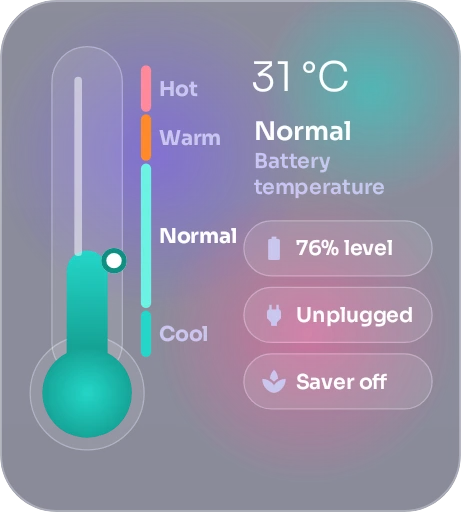 Hot
Warm
Normal
Cool
31 °C
Normal
Battery
temperature
76% level
Unplugged
Saver off